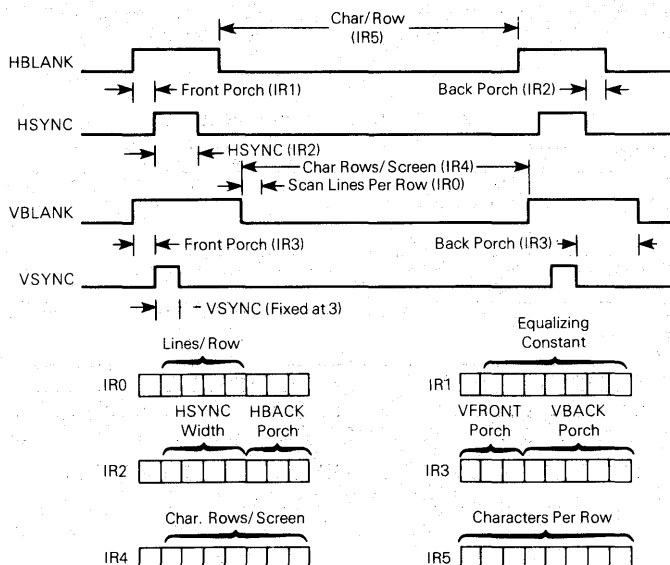 Char/Row
(IR5)
HBLANK
Front Porch (IR1)
Back Porch (IR2)
HSYNC
HSYNC (IR2)
Char Rows/Screen (IR4)
Scan Lines Per Row (IR0)
VBLANK
Front Porch (IR3)
Back Porch (IR3)
VSYNC
VSYNC (Fixed at 3)
Lines/Row
Equalizing
Constant
IR0
IR1
HSYNC
Width
HBACK
Porch
VFRONT
Porch
VBACK
Porch
IR2
IR3
Char. Rows/Screen
Characters Per Row
IR4
IR5